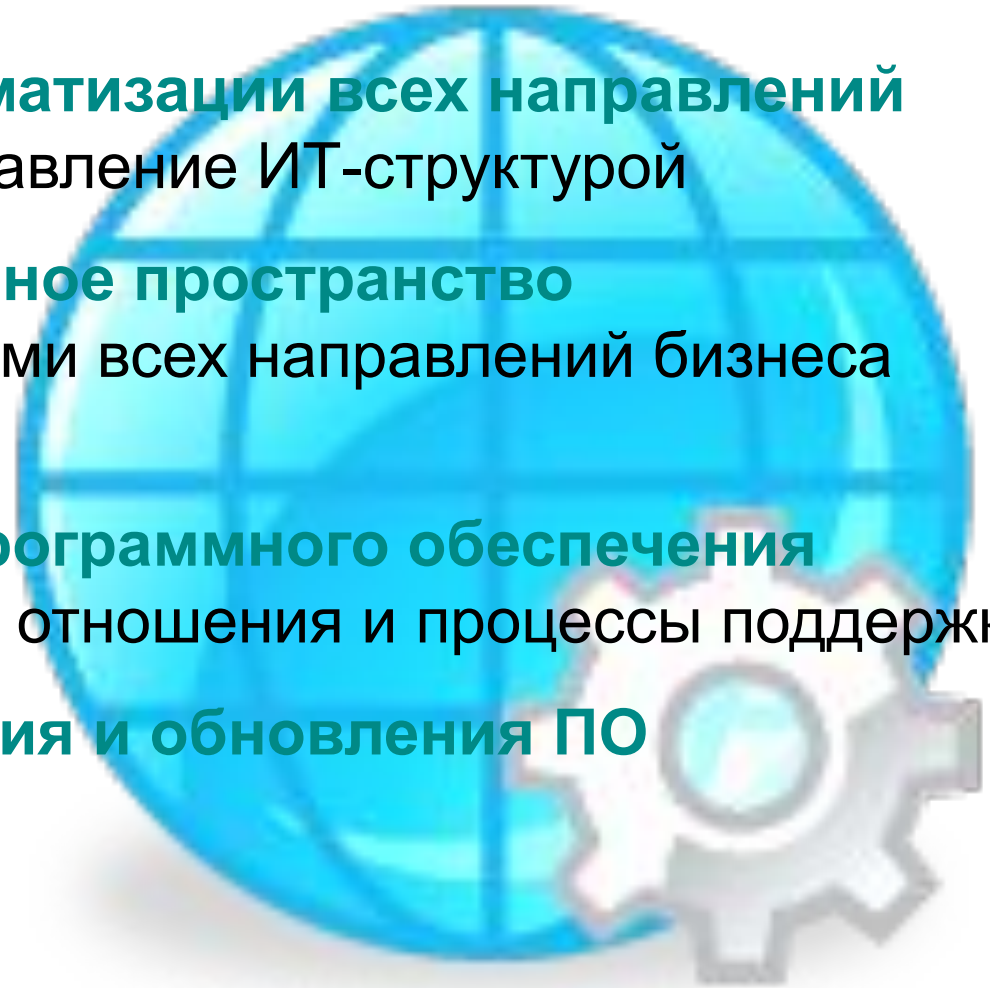 матизации всех направлений
авление ИТ-структурой
ное пространство
ми всех направлений бизнеса
рограммного обеспечения
отношения и процессы поддерж
ия и обновления ПО